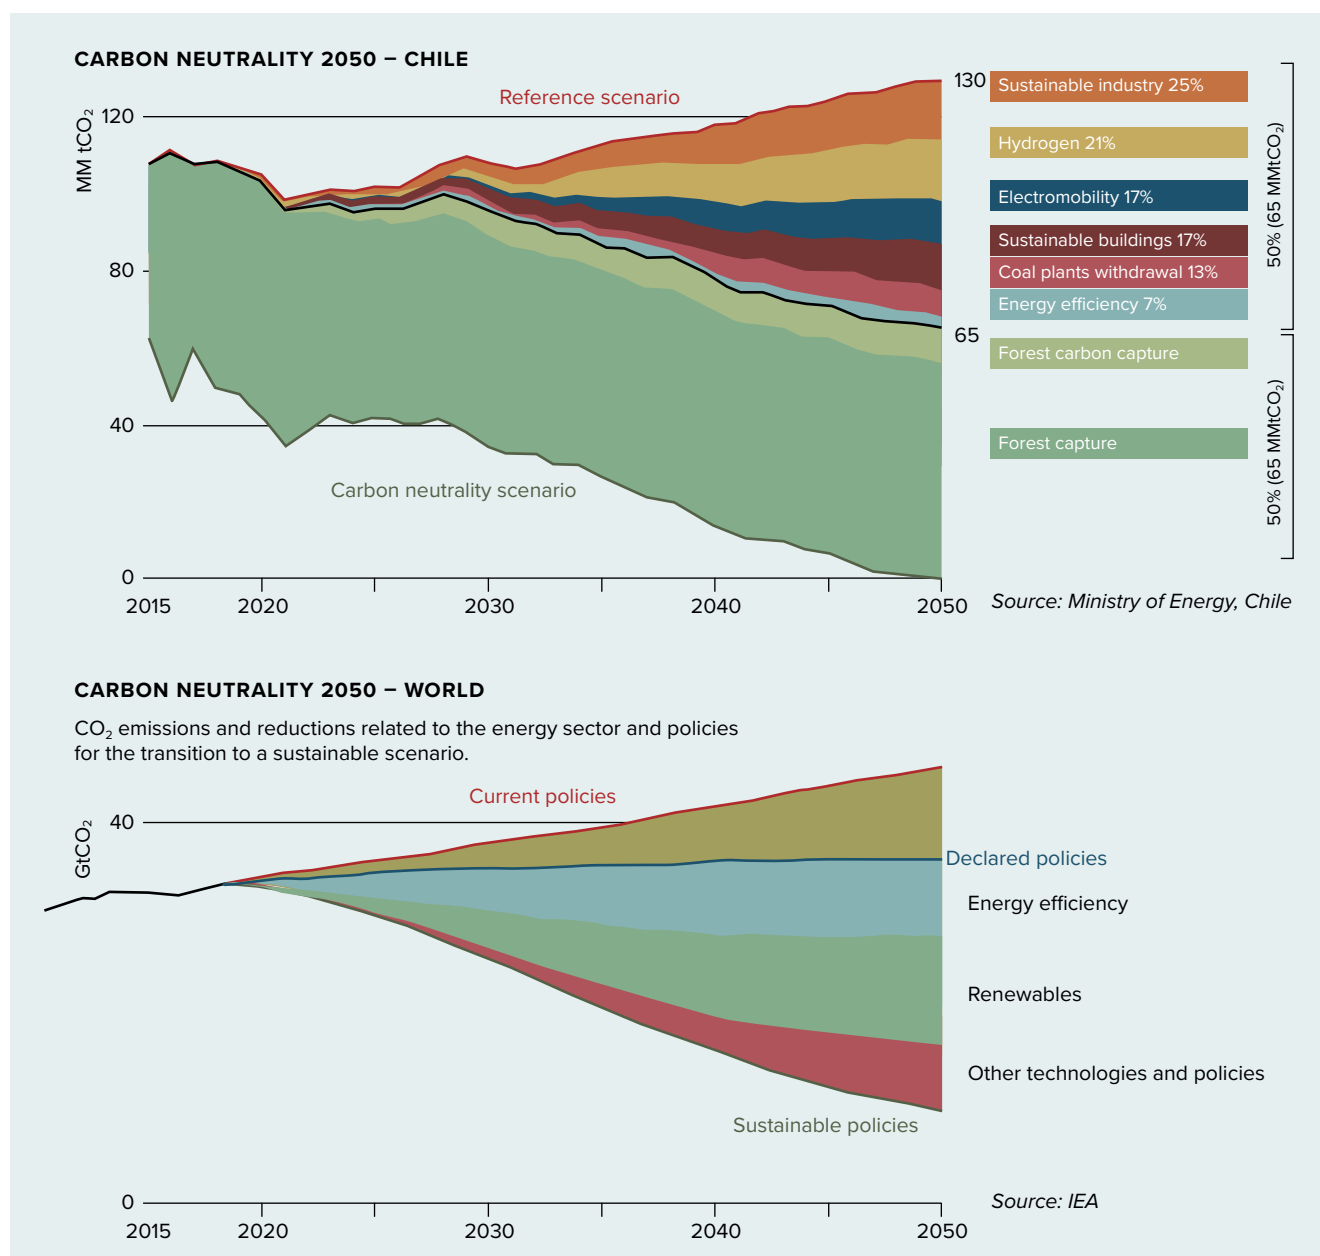 CARBON NEUTRALITY 2050 – CHILE
MM tCO₂
Reference scenario
120
80
40
0
130
65
Carbon neutrality scenario
2015
2020
2030
2040
2050
Sustainable industry 25%
Hydrogen 21%
Electromobility 17%
Sustainable buildings 17%
Coal plants withdrawal 13%
Energy efficiency 7%
Forest carbon capture
Forest capture
50% (65 MMtCO₂)
50% (65 MMtCO₂)
Source: Ministry of Energy, Chile
CARBON NEUTRALITY 2050 – WORLD
CO₂ emissions and reductions related to the energy sector and policies
for the transition to a sustainable scenario.
GtCO₂
40
0
Current policies
Declared policies
Energy efficiency
Renewables
Other technologies and policies
Sustainable policies
Source: IEA
2015
2020
2030
2040
2050